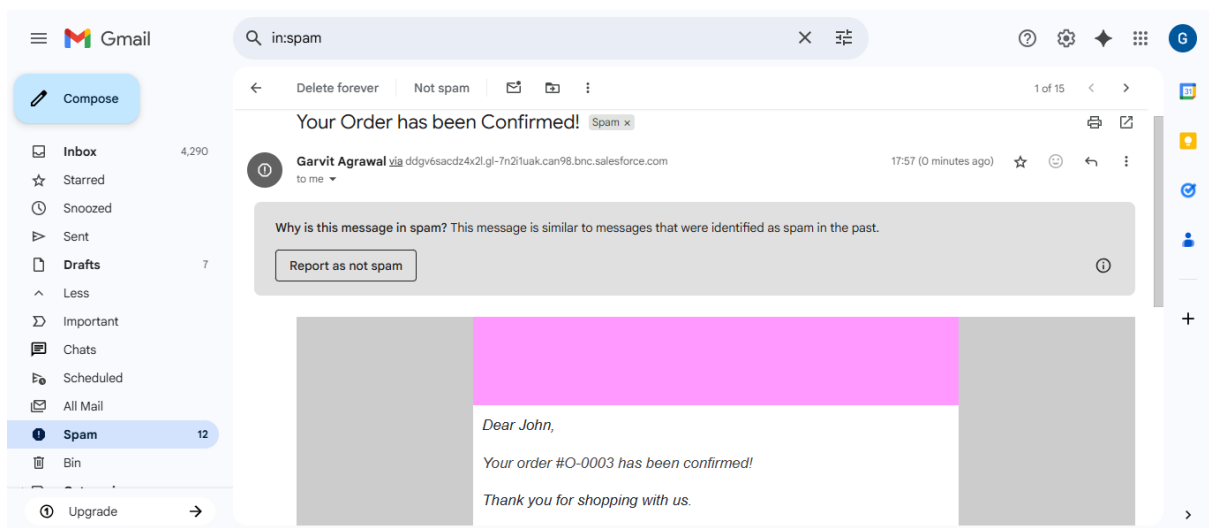 Gmail
in:spam
G
Compose
Delete forever
Not spam
1 of 15
31
Your Order has been Confirmed!
Spam ×
Inbox 4,290
Starred
Snoozed
Sent
Drafts 7
Less
Important
Chats
Scheduled
All Mail
Spam 12
Bin
Upgrade
Garvit Agrawal via ddgv6sacdz4x2l.gl-7n2i1uak.can98.bnc.salesforce.com
17:57 (0 minutes ago)
to me
Why is this message in spam? This message is similar to messages that were identified as spam in the past.
Report as not spam
Dear John,
Your order #O-0003 has been confirmed!
Thank you for shopping with us.